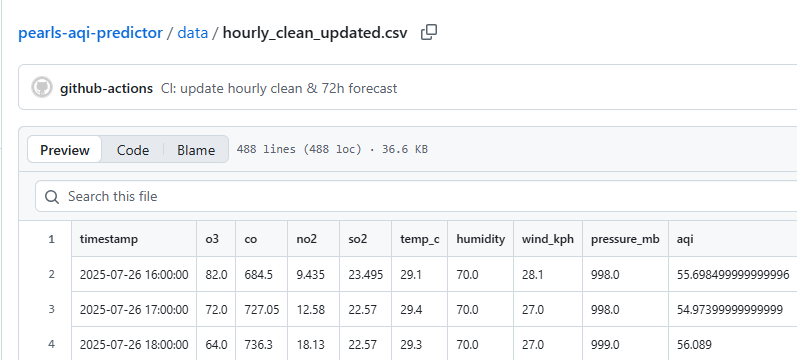 pearls-aqi-predictor / data / hourly_clean_updated.csv
github-actions CI: update hourly clean & 72h forecast
Preview Code Blame 488 lines (488 loc) · 36.6 KB
Search this file
1 timestamp o3 co no2 so2 temp_c humidity wind_kph pressure_mb aqi
2 2025-07-26 16:00:00 82.0 684.5 9.435 23.495 29.1 70.0 28.1 998.0 55.698499999999996
3 2025-07-26 17:00:00 72.0 727.05 12.58 22.57 29.4 70.0 27.0 998.0 54.97399999999999
4 2025-07-26 18:00:00 64.0 736.3 18.13 22.57 29.3 70.0 27.0 999.0 56.089